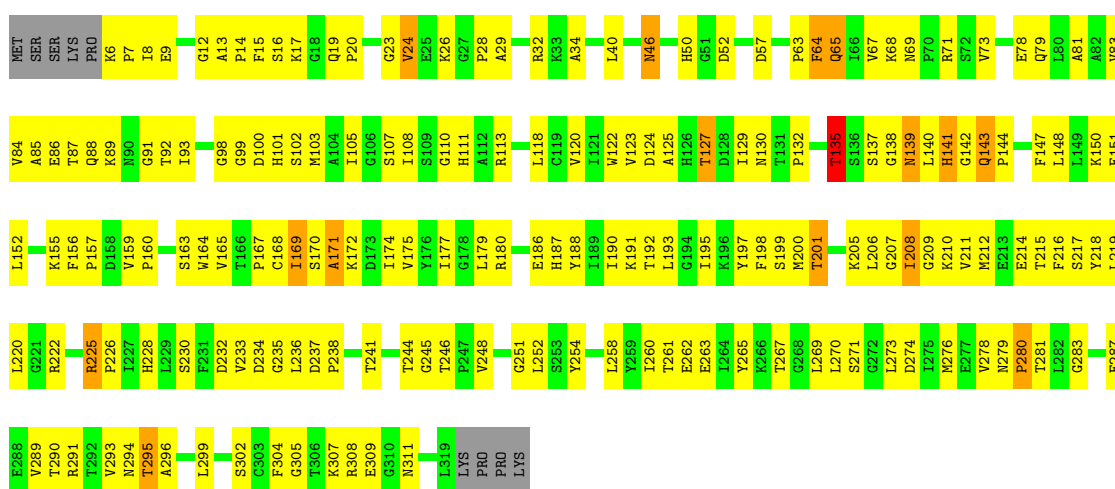 MET SER SER LYS PRO K6 P7 I8 E9 G12 A13 P14 F15 S16 K17 G18 Q19 P20 G23 V24 E25 K26 G27 P28 A29 R32 K33 A34 L40 N46 H50 G51 D52 D57 P63 F64 Q65 I66 V67 K68 N69 P70 R71 S72 V73 E78 Q79 L80 A81 A82
V84 A85 E86 T87 Q88 K89 N90 G91 T92 I93 G98 G99 D100 H101 S102 M103 A104 I105 G106 S107 I108 S109 G110 H111 A112 R113 L118 C119 V120 I121 W122 V123 D124 A125 H126 T127 D128 I129 N130 T131 P132 T135 S136 S137 G138 N139 L140 H141 G142 Q143 P144 F147 L148 L149 K150
L152 K155 F156 P157 D158 V159 P160 S163 W164 V165 T166 P167 C168 I169 S170 A171 K172 D173 I174 V175 Y176 I177 G178 L179 R180 E186 H187 Y188 I189 I190 K191 T192 L193 G194 I195 K196 Y197 F198 S199 M200 T201 K205 L206 G207 I208 G209 K210 V211 M212 E213 E214 T215 F216 S217 Y218
L220 G221 R222 R225 P226 I227 H228 L229 S230 F231 D232 V233 D234 G235 L236 D237 P238 T241 T244 G245 T246 P247 V248 G251 L252 S253 Y254 L258 Y259 I260 T261 E262 E263 I264 Y265 K266 T267 G268 L269 L270 S271 G272 L273 D274 I275 M276 E277 V278 N279 P280 T281 L282 G283
E288 V289 T290 R291 T292 V293 N294 T295 A296 L299 S302 C303 F304 G305 T306 K307 R308 E309 G310 N311 L319 LYS PRO PRO LYS